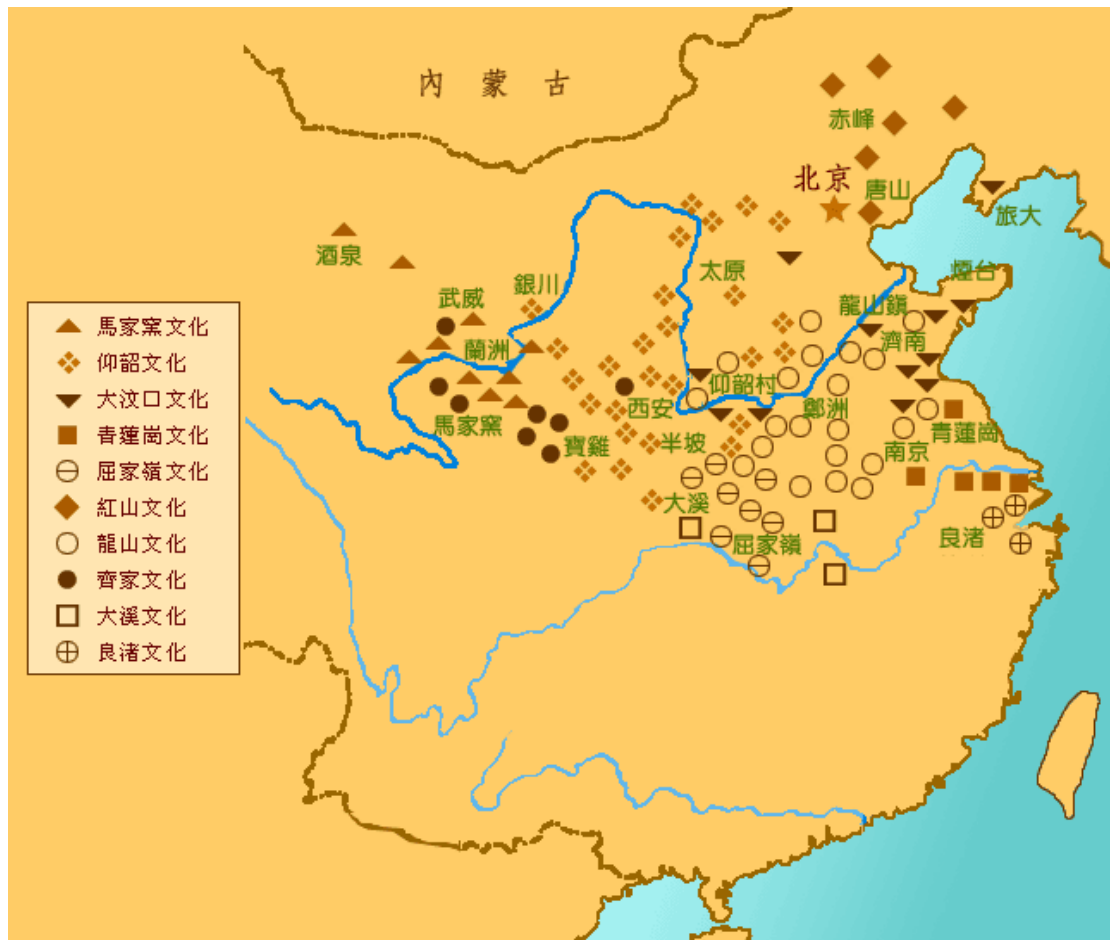 內蒙古
赤峰
北京
唐山
旅大
酒泉
太原
煙台
銀川
武威
龍山鎮
濟南
蘭洲
仰韶村
西安
鄭洲
馬家窯
寶雞
半坡
青蓮崗
南京
大溪
屈家嶺
良渚
馬家窯文化
仰韶文化
大汶口文化
青蓮崗文化
屈家嶺文化
紅山文化
龍山文化
齊家文化
大溪文化
良渚文化